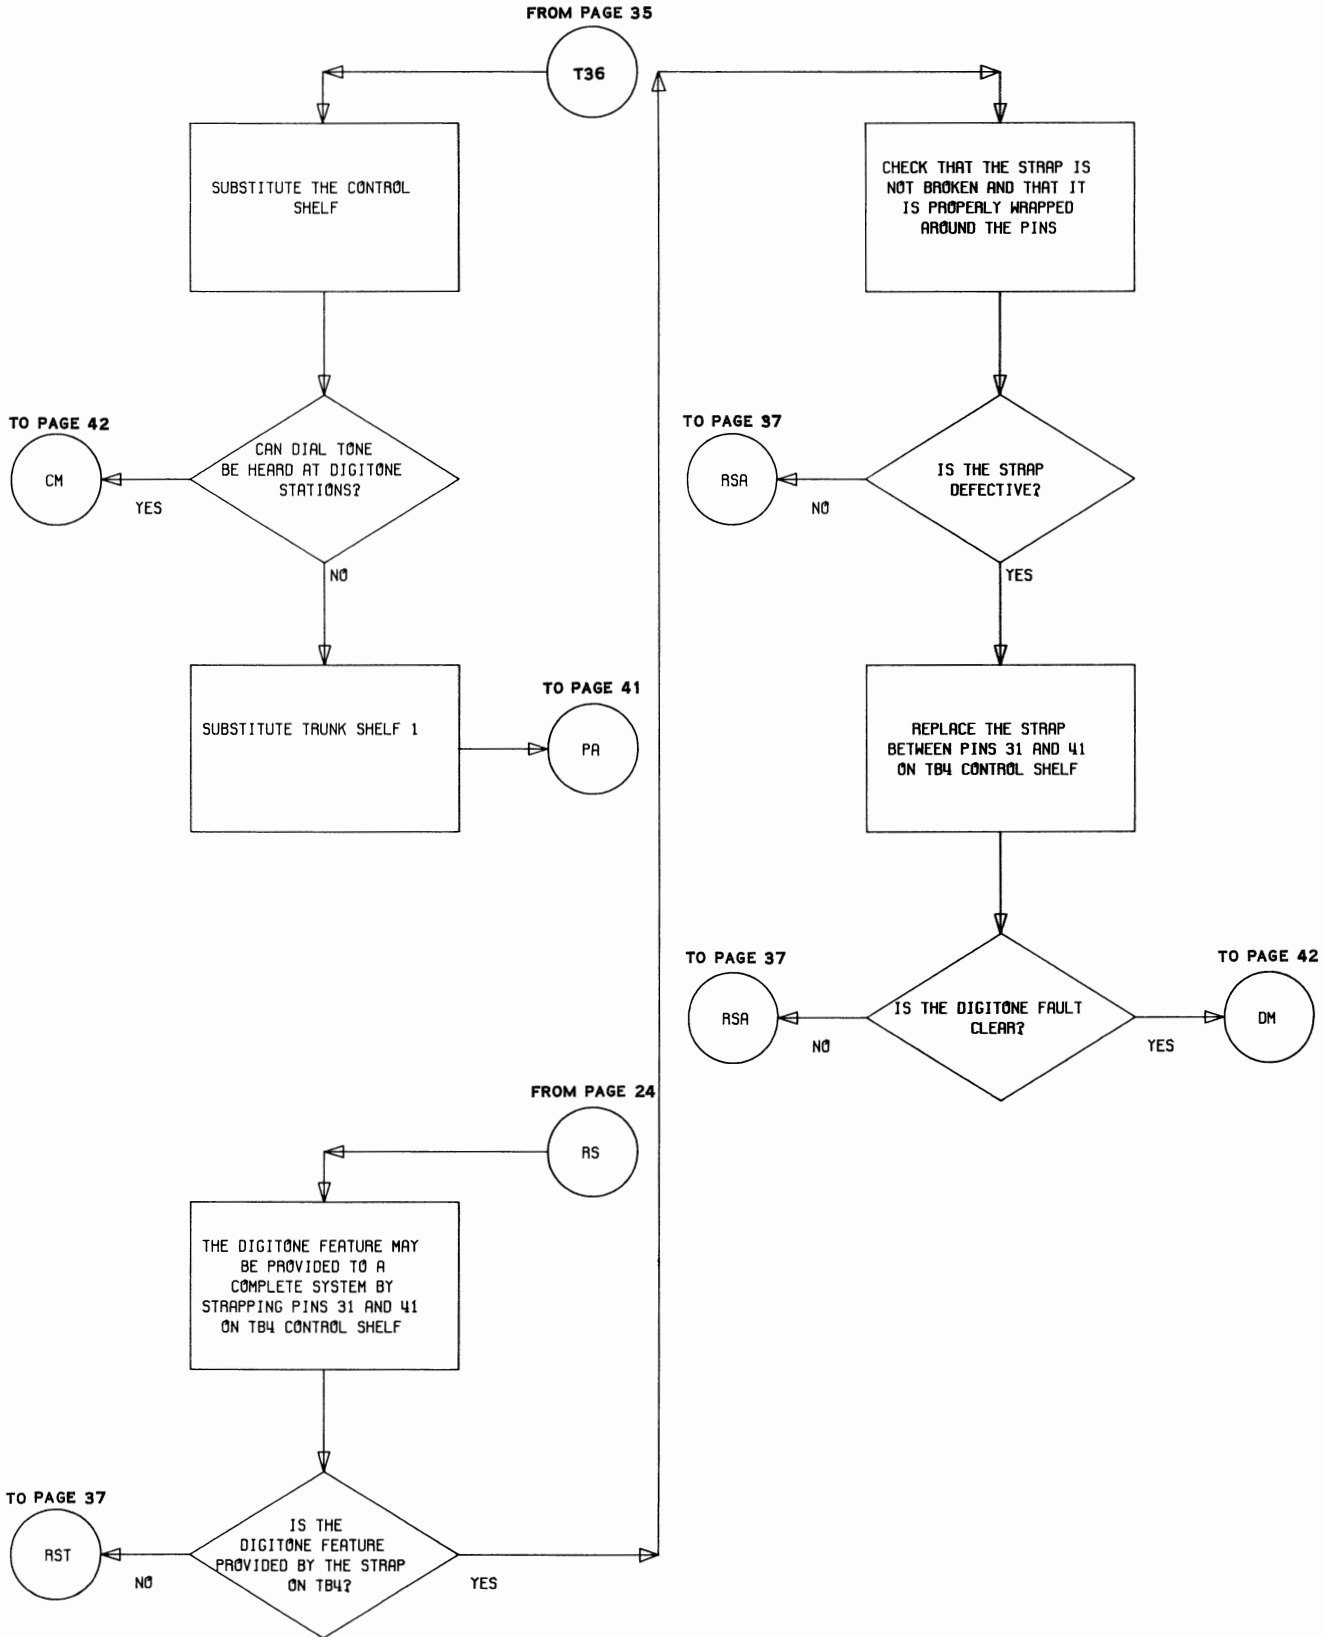 FROM PAGE 35
T36
SUBSTITUTE THE CONTROL
SHELF
CAN DIAL TONE
BE HEARD AT DIGITONE
STATIONS?
YES
TO PAGE 42
CM
NO
SUBSTITUTE TRUNK SHELF 1
TO PAGE 41
PA
FROM PAGE 24
RS
THE DIGITONE FEATURE MAY
BE PROVIDED TO A
COMPLETE SYSTEM BY
STRAPPING PINS 31 AND 41
ON TB4 CONTROL SHELF
IS THE
DIGITONE FEATURE
PROVIDED BY THE STRAP
ON TB4?
TO PAGE 37
RST
NO
YES
CHECK THAT THE STRAP IS
NOT BROKEN AND THAT IT
IS PROPERLY WRAPPED
AROUND THE PINS
IS THE STRAP
DEFECTIVE?
TO PAGE 37
RSA
NO
YES
REPLACE THE STRAP
BETWEEN PINS 31 AND 41
ON TB4 CONTROL SHELF
IS THE DIGITONE FAULT
CLEAR?
TO PAGE 37
RSA
NO
YES
TO PAGE 42
DM